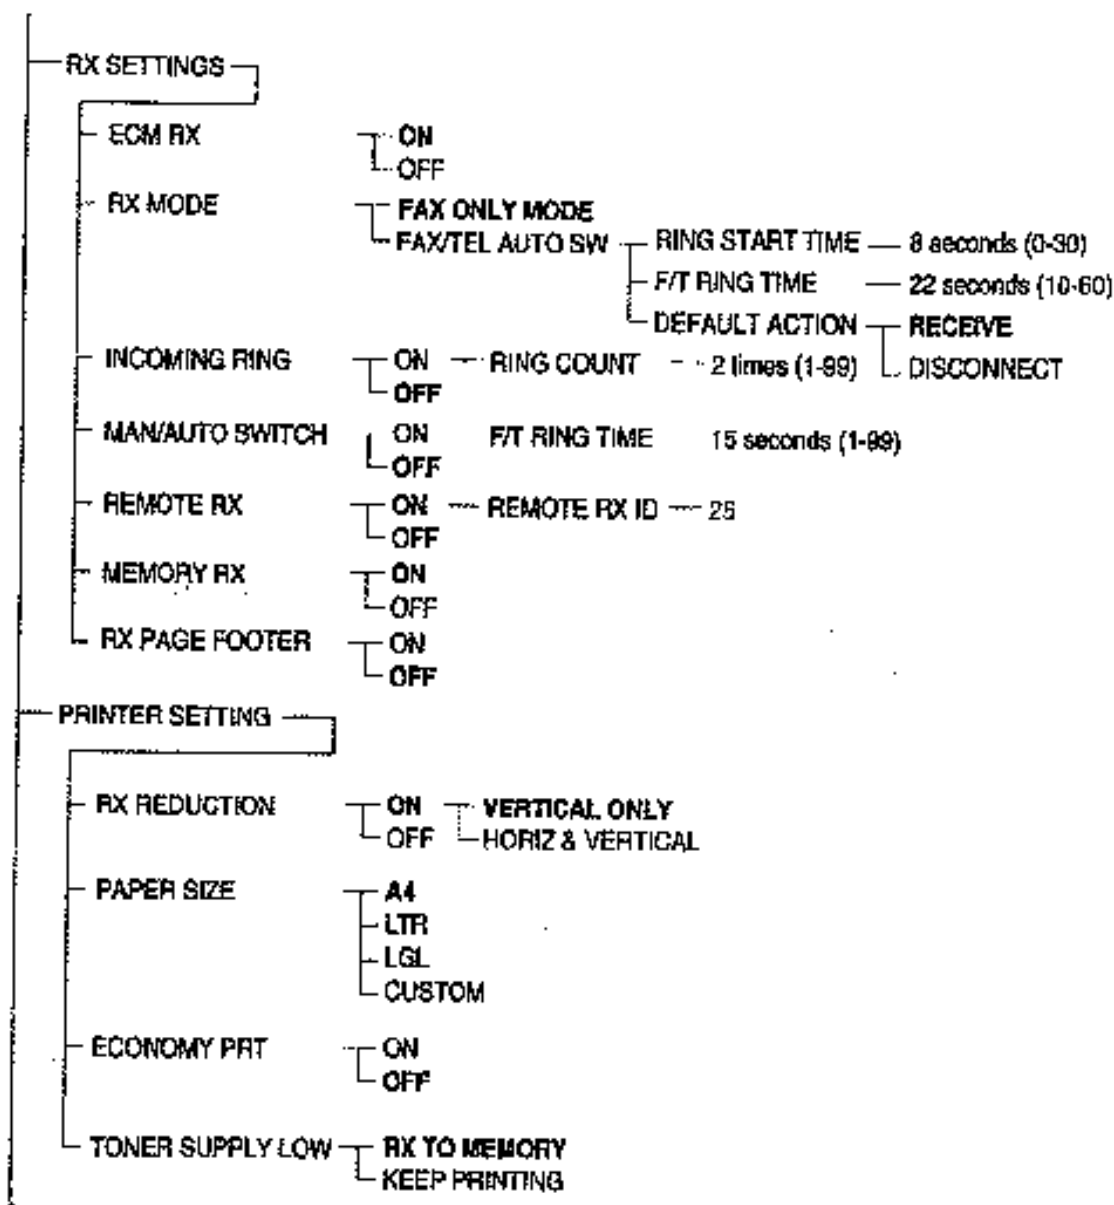 RX SETTINGS
ECM RX ON
OFF
RX MODE FAX ONLY MODE
FAX/TEL AUTO SW RING START TIME 8 seconds (0-30)
F/T RING TIME 22 seconds (10-60)
DEFAULT ACTION RECEIVE
INCOMING RING ON RING COUNT 2 times (1-99) DISCONNECT
OFF
MAN/AUTO SWITCH ON F/T RING TIME 15 seconds (1-99)
OFF
REMOTE RX ON REMOTE RX ID 25
OFF
MEMORY RX ON
OFF
RX PAGE FOOTER ON
OFF
PRINTER SETTING
RX REDUCTION ON VERTICAL ONLY
OFF HORIZ & VERTICAL
PAPER SIZE A4
LTR
LGL
CUSTOM
ECONOMY PRT ON
OFF
TONER SUPPLY LOW RX TO MEMORY
KEEP PRINTING